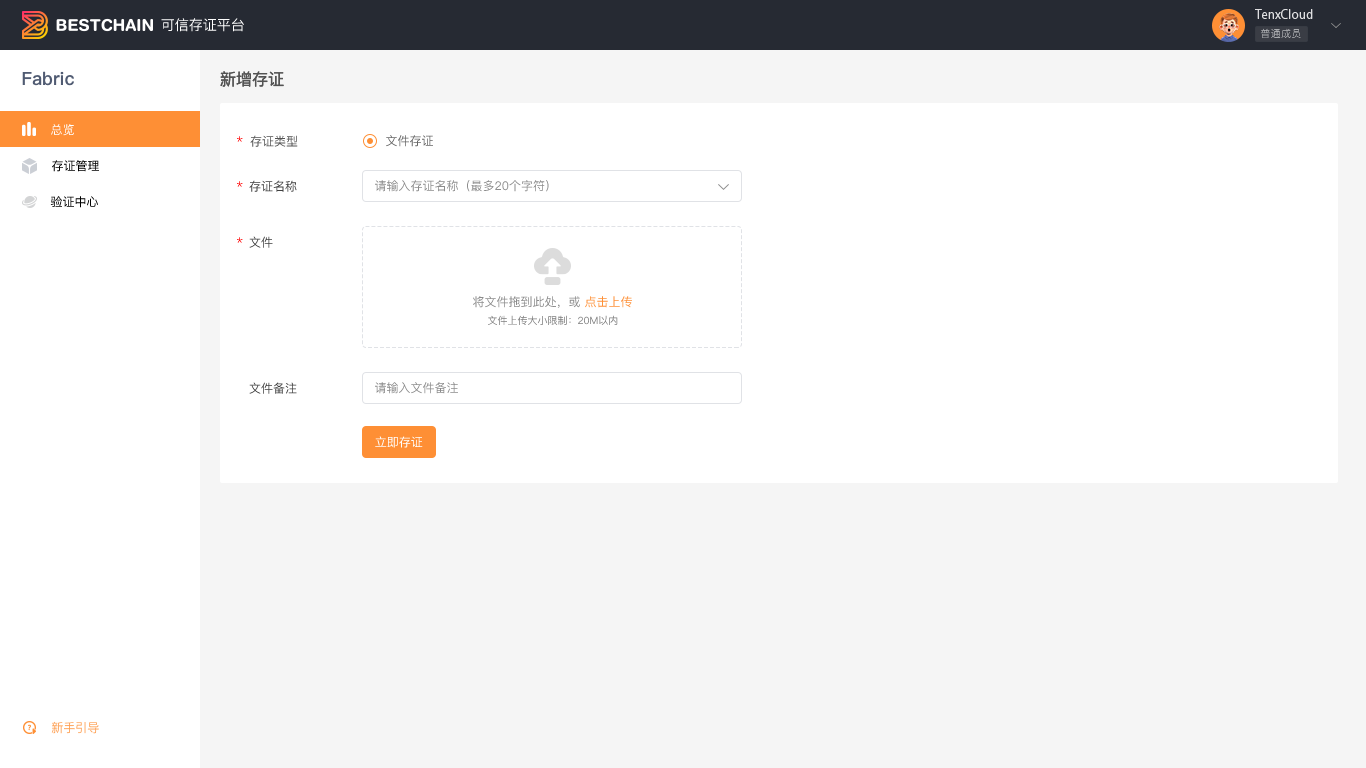 BESTCHAIN 可信存证平台
TenxCloud
普通成员
Fabric
总览
存证管理
验证中心
新手引导
新增存证
* 存证类型
文件存证
* 存证名称
请输入存证名称（最多20个字符）
* 文件
将文件拖到此处，或 点击上传
文件上传大小限制：20M以内
文件备注
请输入文件备注
立即存证